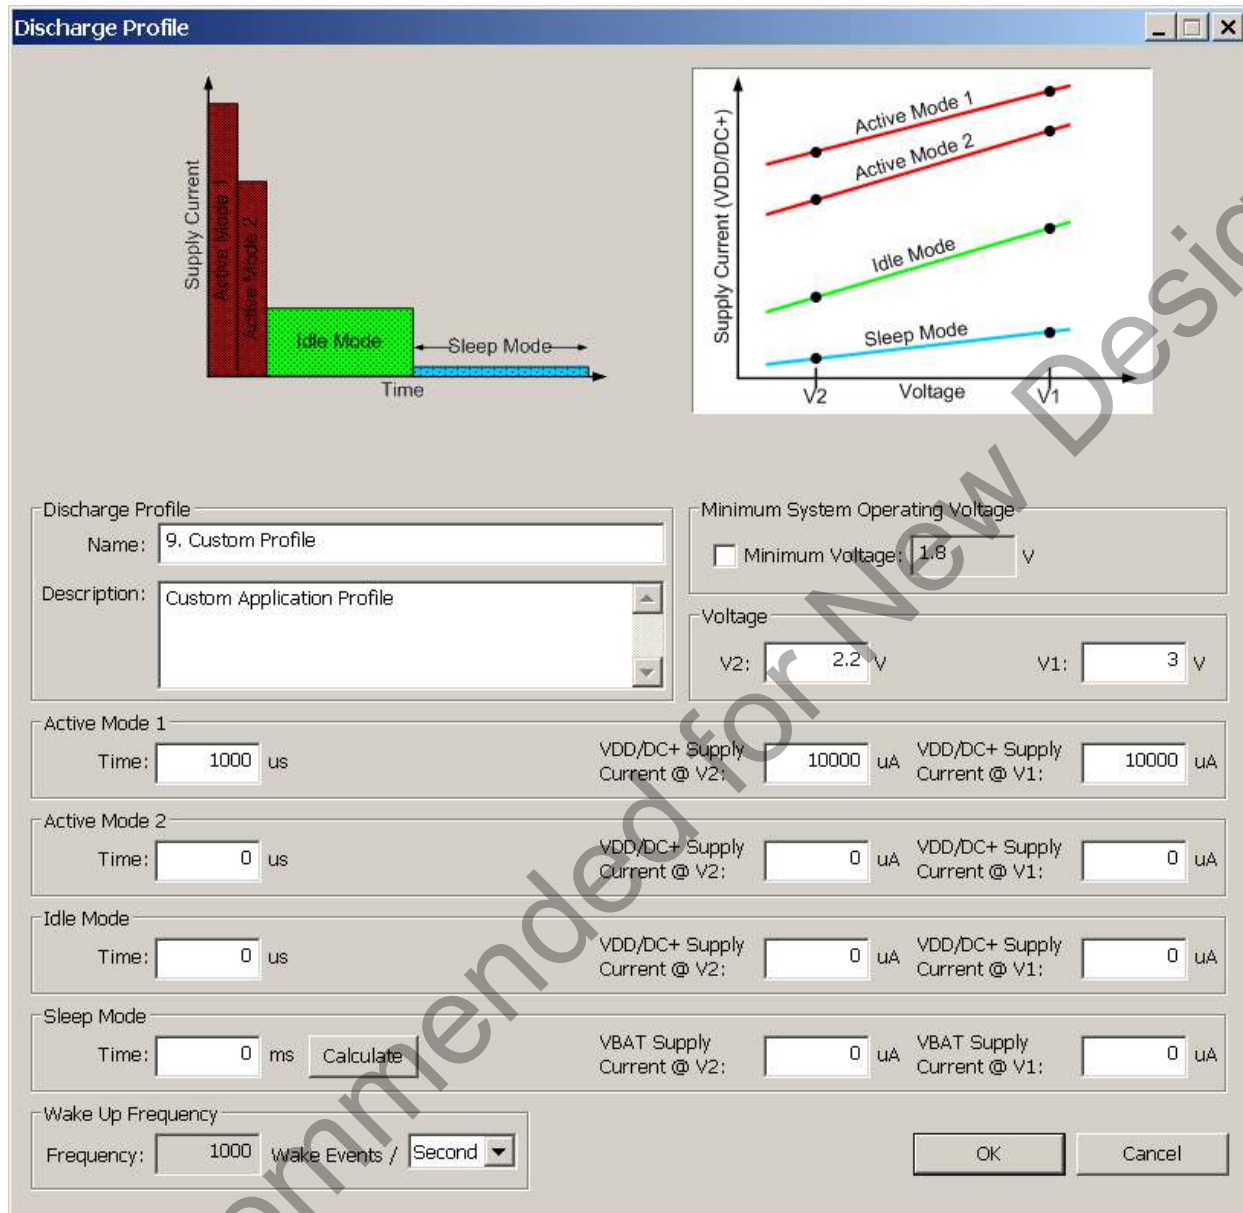 Discharge Profile
Supply Current
Active Mode 1
Active Mode 2
Idle Mode
Sleep Mode
Time
Supply Current (VDD/DC+)
Active Mode 1
Active Mode 2
Idle Mode
Sleep Mode
V2 Voltage V1
Discharge Profile
Name: 9. Custom Profile
Description: Custom Application Profile
Minimum System Operating Voltage
Minimum Voltage: 1.8 V
Voltage
V2: 2.2 V V1: 3 V
Active Mode 1
Time: 1000 us VDD/DC+ Supply Current @ V2: 10000 uA VDD/DC+ Supply Current @ V1: 10000 uA
Active Mode 2
Time: 0 us VDD/DC+ Supply Current @ V2: 0 uA VDD/DC+ Supply Current @ V1: 0 uA
Idle Mode
Time: 0 us VDD/DC+ Supply Current @ V2: 0 uA VDD/DC+ Supply Current @ V1: 0 uA
Sleep Mode
Time: 0 ms Calculate VBAT Supply Current @ V2: 0 uA VBAT Supply Current @ V1: 0 uA
Wake Up Frequency
Frequency: 1000 Wake Events / Second
OK Cancel
ommended for New Desig